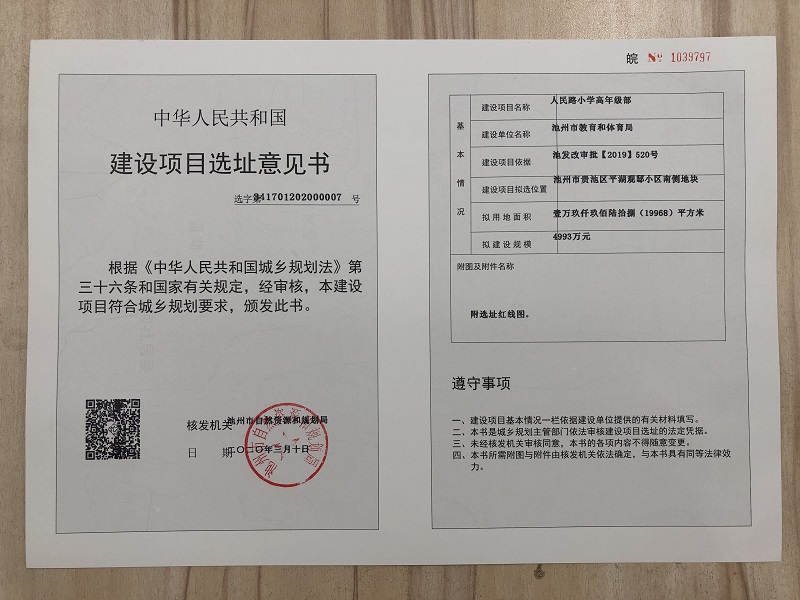 中华人民共和国
建设项目选址意见书
选字第341701202000007 号
根据《中华人民共和国城乡规划法》第
三十六条和国家有关规定，经审核，本建设
项目符合城乡规划要求，颁发此书。
核发机关 池州市自然资源和规划局
日 期 二〇二〇年三月十日
皖 № 1039797
基本情况
建设项目名称 人民路小学高年级部
建设单位名称 池州市教育和体育局
建设项目依据 池发改审批【2019】520号
建设项目拟选位置 池州市贵池区平湖观邸小区南侧地块
拟用地面积 壹万玖仟玖佰陆拾捌（19968）平方米
拟建设规模 4993万元
附图及附件名称
附选址红线图。
遵守事项
一、建设项目基本情况一栏依据建设单位提供的有关材料填写。
二、本书是城乡规划主管部门依法审核建设项目选址的法定凭据。
三、未经核发机关审核同意，本书的各项内容不得随意变更。
四、本书所需附图与附件由核发机关依法确定，与本书具有同等法律效
力。